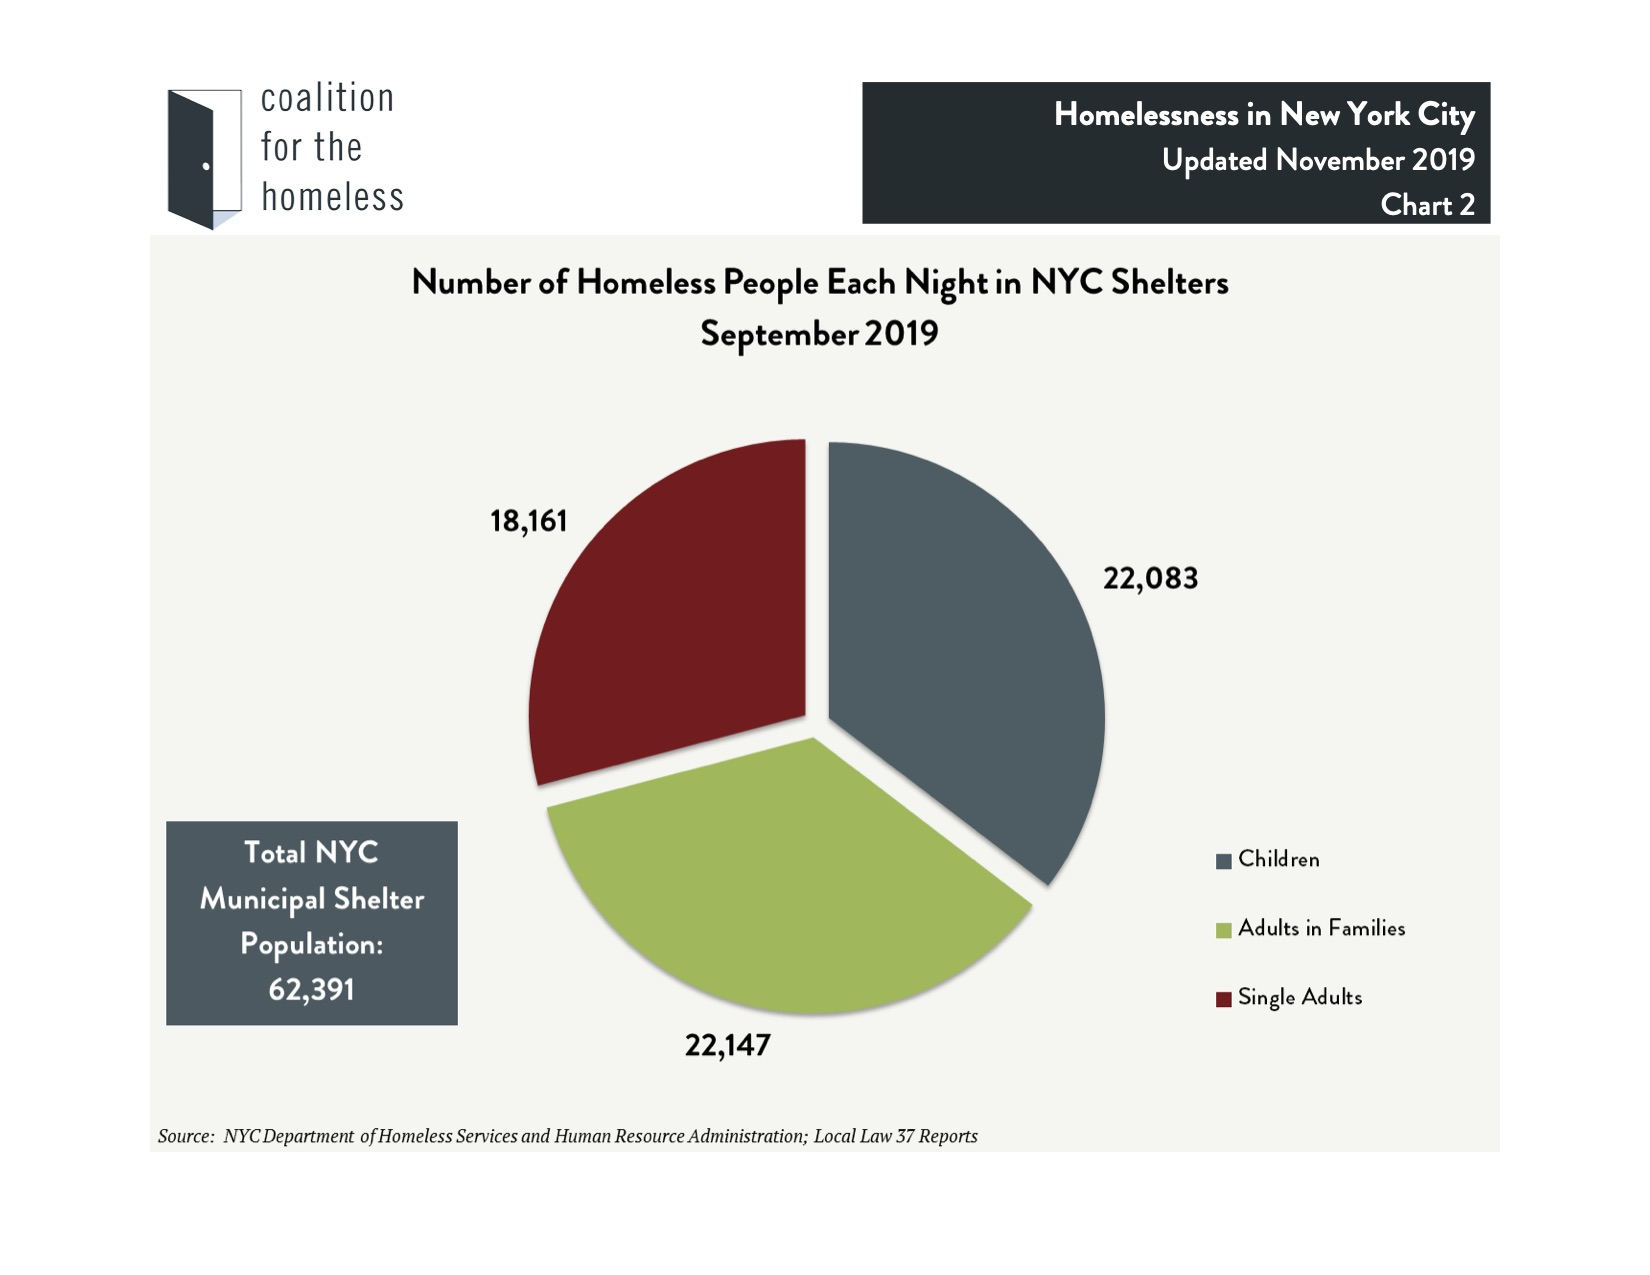 coalition
for the
homeless
Homelessness in New York City
Updated November 2019
Chart 2
Number of Homeless People Each Night in NYC Shelters
September 2019
18,161
22,083
22,147
Total NYC
Municipal Shelter
Population:
62,391
Children
Adults in Families
Single Adults
Source: NYC Department of Homeless Services and Human Resource Administration; Local Law 37 Reports